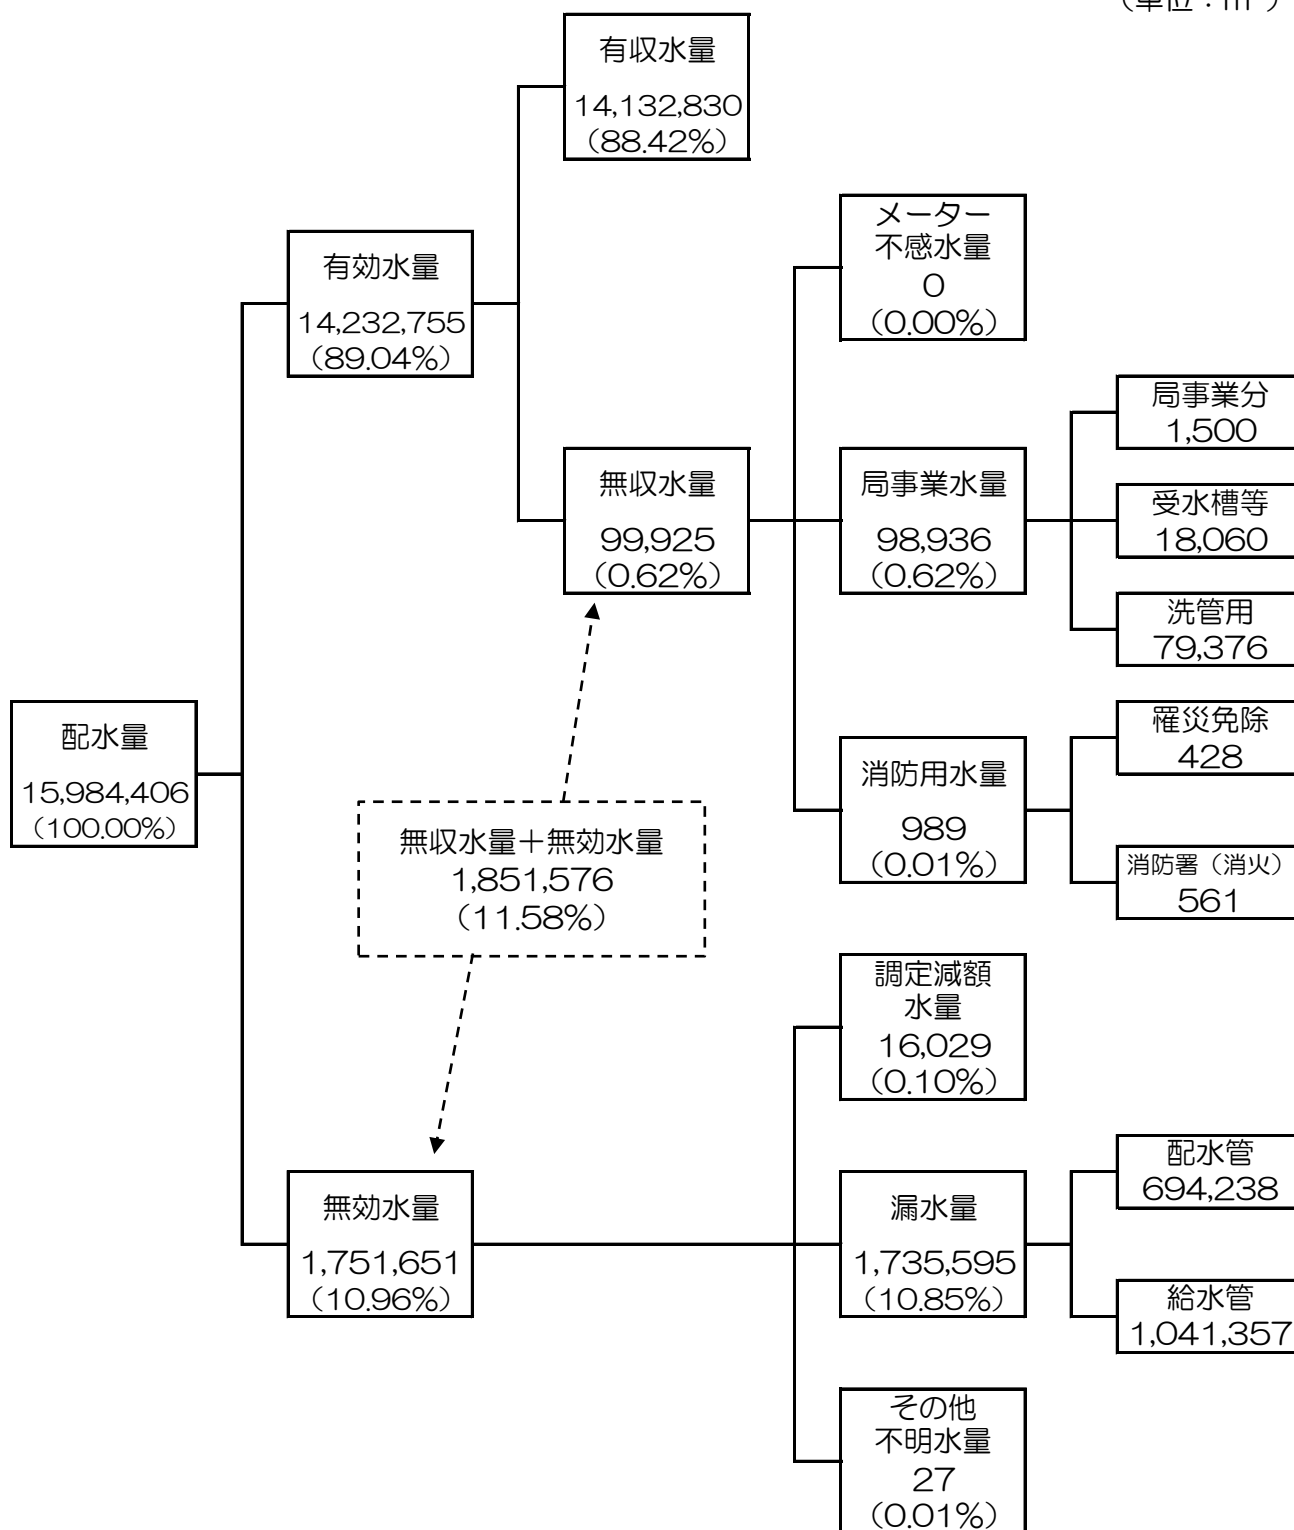 （単位：m³）
有収水量
14,132,830
（88.42%）
有効水量
14,232,755
（89.04%）
メーター
不感水量
0
（0.00%）
無収水量
99,925
（0.62%）
局事業水量
98,936
（0.62%）
局事業分
1,500
受水槽等
18,060
洗管用
79,376
配水量
15,984,406
（100.00%）
無収水量＋無効水量
1,851,576
（11.58%）
消防用水量
989
（0.01%）
罹災免除
428
消防署（消火）
561
調定減額
水量
16,029
（0.10%）
無効水量
1,751,651
（10.96%）
漏水量
1,735,595
（10.85%）
配水管
694,238
給水管
1,041,357
その他
不明水量
27
（0.01%）